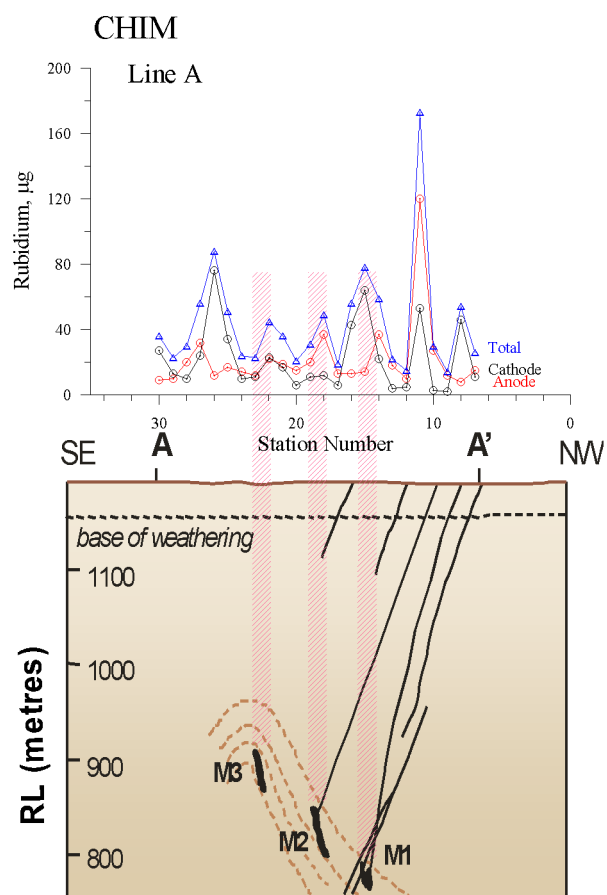 CHIM
Line A
200
160
120
80
40
0
Rubidium, µg
Total
Cathode
Anode
30 20 10 0
Station Number
SE A A' NW
base of weathering
1100
1000
900
800
RL (metres)
M3
M2
M1